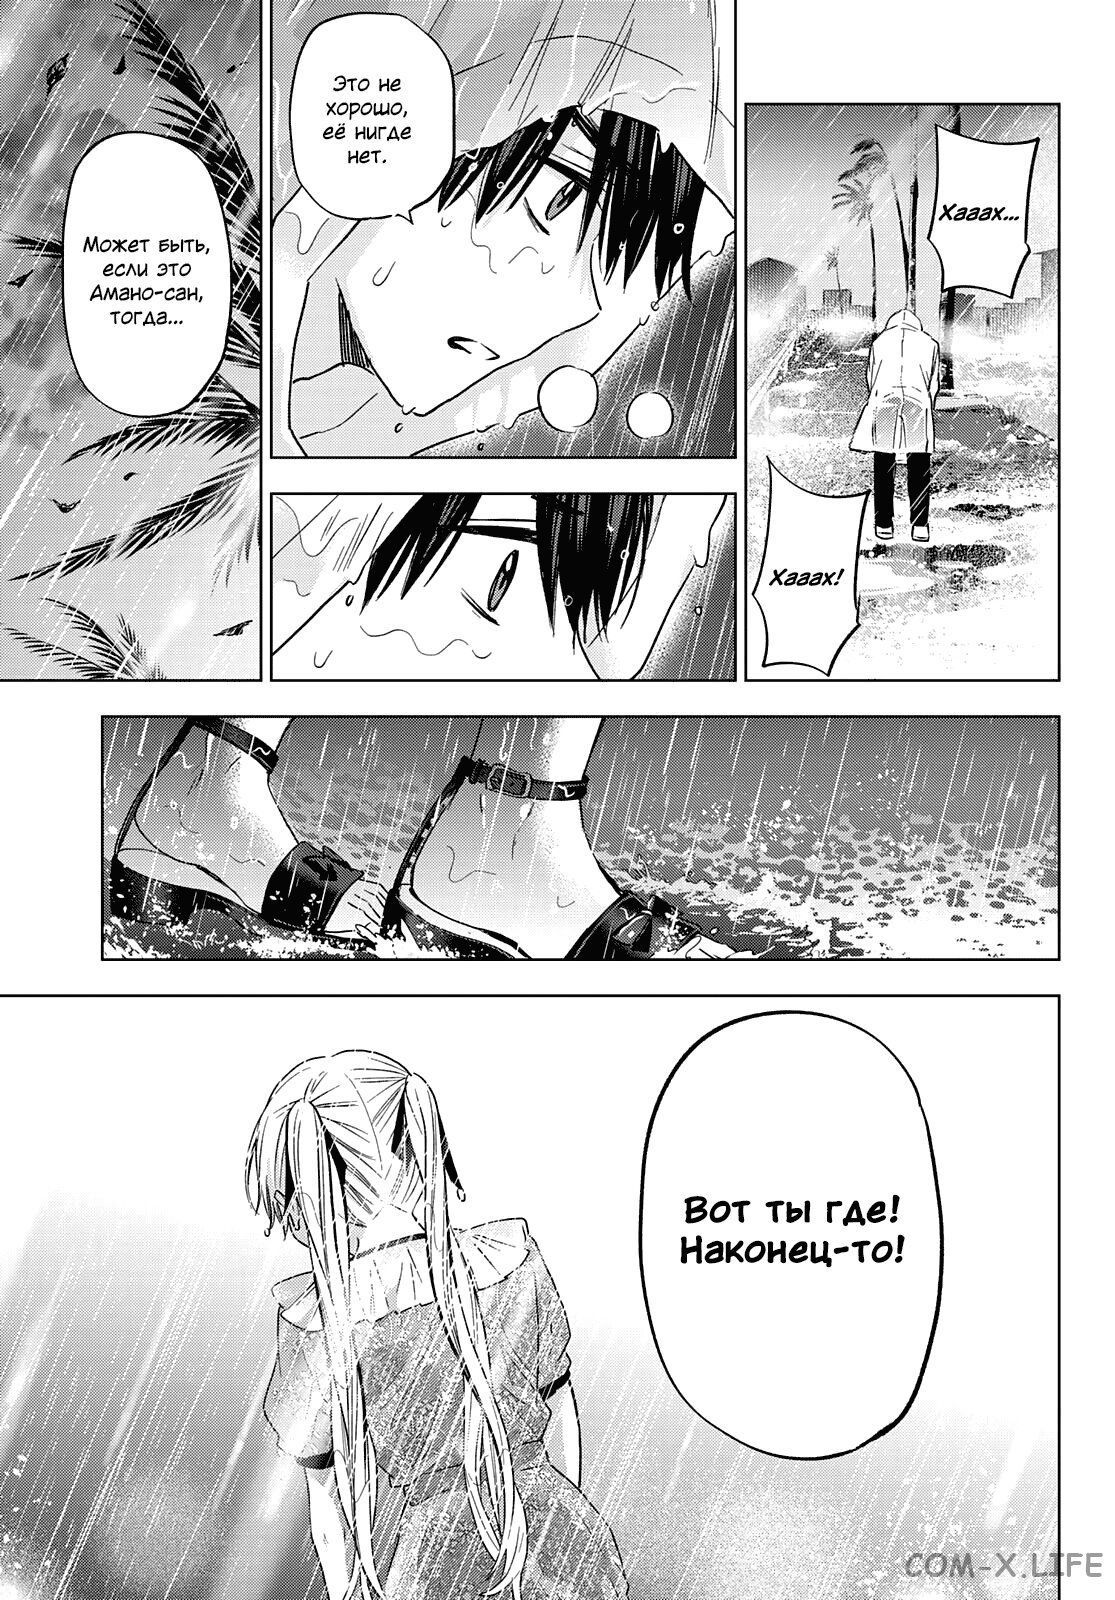 Хааах...
Хааах!
Это не
хорошо,
её нигде
нет.
Может быть,
если это
Амано-сан,
тогда...
Вот ты где!
Наконец-то!
COM-X.LIFE